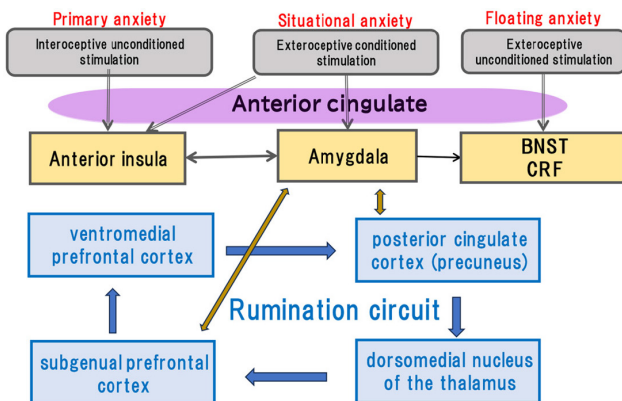 Primary anxiety
Situational anxiety
Floating anxiety
Interoceptive unconditioned
stimulation
Exteroceptive conditioned
stimulation
Exteroceptive
unconditioned stimulation
Anterior cingulate
Anterior insula
Amygdala
BNST
CRF
ventromedial
prefrontal cortex
posterior cingulate
cortex (precuneus)
Rumination circuit
subgenual prefrontal
cortex
dorsomedial nucleus
of the thalamus